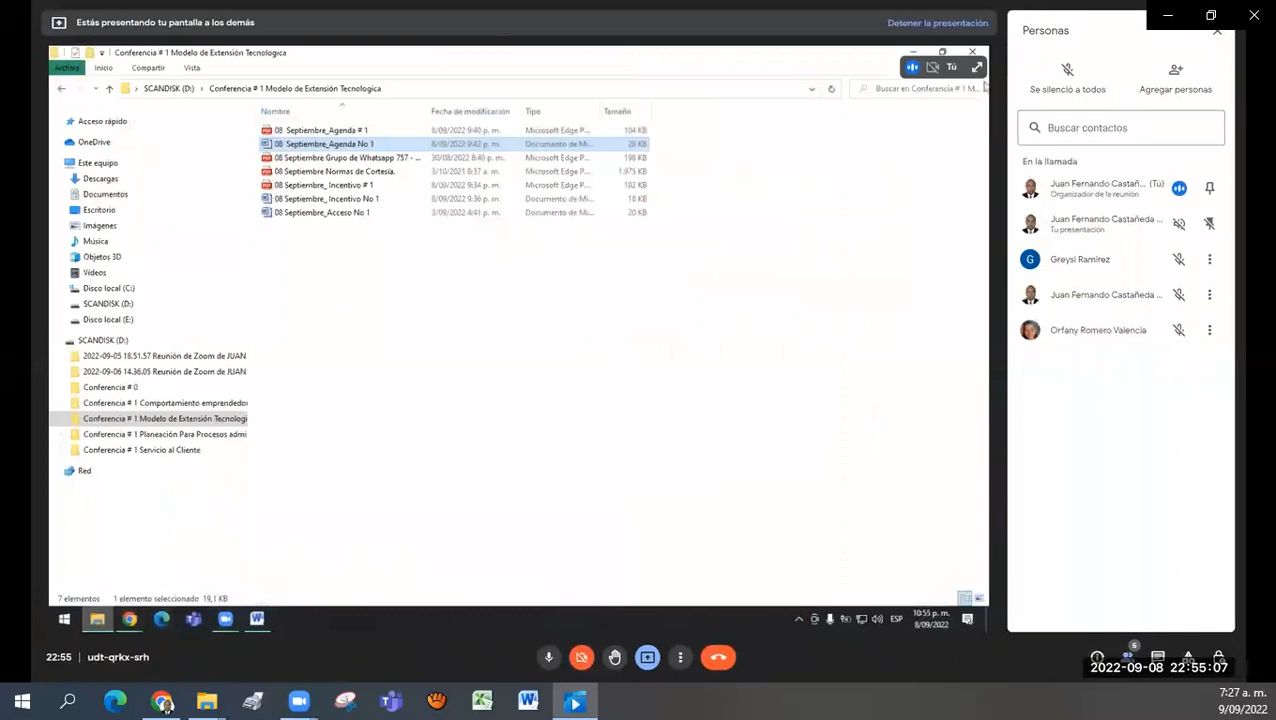 Estás presentando tu pantalla a los demás
Detener la presentación
Conferencia # 1 Modelo de Extensión Tecnologica
Archivo Inicio Compartir Vista
Tú
SCANDISK (D:) > Conferencia # 1 Modelo de Extensión Tecnologica
Buscar en Conferencia # 1 M...
Nombre Fecha de modificación Tipo Tamaño
08 Septiembre_Agenda # 1 8/09/2022 9:40 p. m. Microsoft Edge P... 104 KB
08 Septiembre_Agenda No 1 8/09/2022 9:42 p. m. Documento de Mi... 20 KB
08 Septiembre Grupo de Whatsapp 757 - ... 30/08/2022 8:40 p. m. Microsoft Edge P... 198 KB
08 Septiembre Normas de Cortesía. 3/10/2021 8:37 a. m. Microsoft Edge P... 1.975 KB
08 Septiembre_ Incentivo # 1 8/09/2022 9:34 p. m. Microsoft Edge P... 102 KB
08 Septiembre_ Incentivo No 1 8/09/2022 9:36 p. m. Documento de Mi... 18 KB
08 Septiembre_Acceso No 1 3/09/2022 4:41 p. m. Documento de Mi... 20 KB
Acceso rápido
OneDrive
Este equipo
Descargas
Documentos
Escritorio
Imágenes
Música
Objetos 3D
Vídeos
Disco local (C:)
SCANDISK (D:)
Disco local (E:)
SCANDISK (D:)
2022-09-05 18.51.57 Reunión de Zoom de JUAN
2022-09-06 14.36.05 Reunión de Zoom de JUAN
Conferencia # 0
Conferencia # 1 Comportamiento emprendedor
Conferencia # 1 Modelo de Extensión Tecnologi
Conferencia # 1 Planeación Para Procesos admi
Conferencia # 1 Servicio al Cliente
Red
7 elementos 1 elemento seleccionado 19,1 KB
ESP
10:55 p. m.
8/09/2022
Personas
Se silenció a todos
Agregar personas
Buscar contactos
En la llamada
Juan Fernando Castañ... (Tú)
Organizador de la reunión
Juan Fernando Castañeda ...
Tu presentación
G Greysi Ramirez
Juan Fernando Castañeda ...
Orfany Romero Valencia
22:55 udt-qrkx-srh
5
2022-09-08 22:55:07
7:27 a. m.
9/09/2022